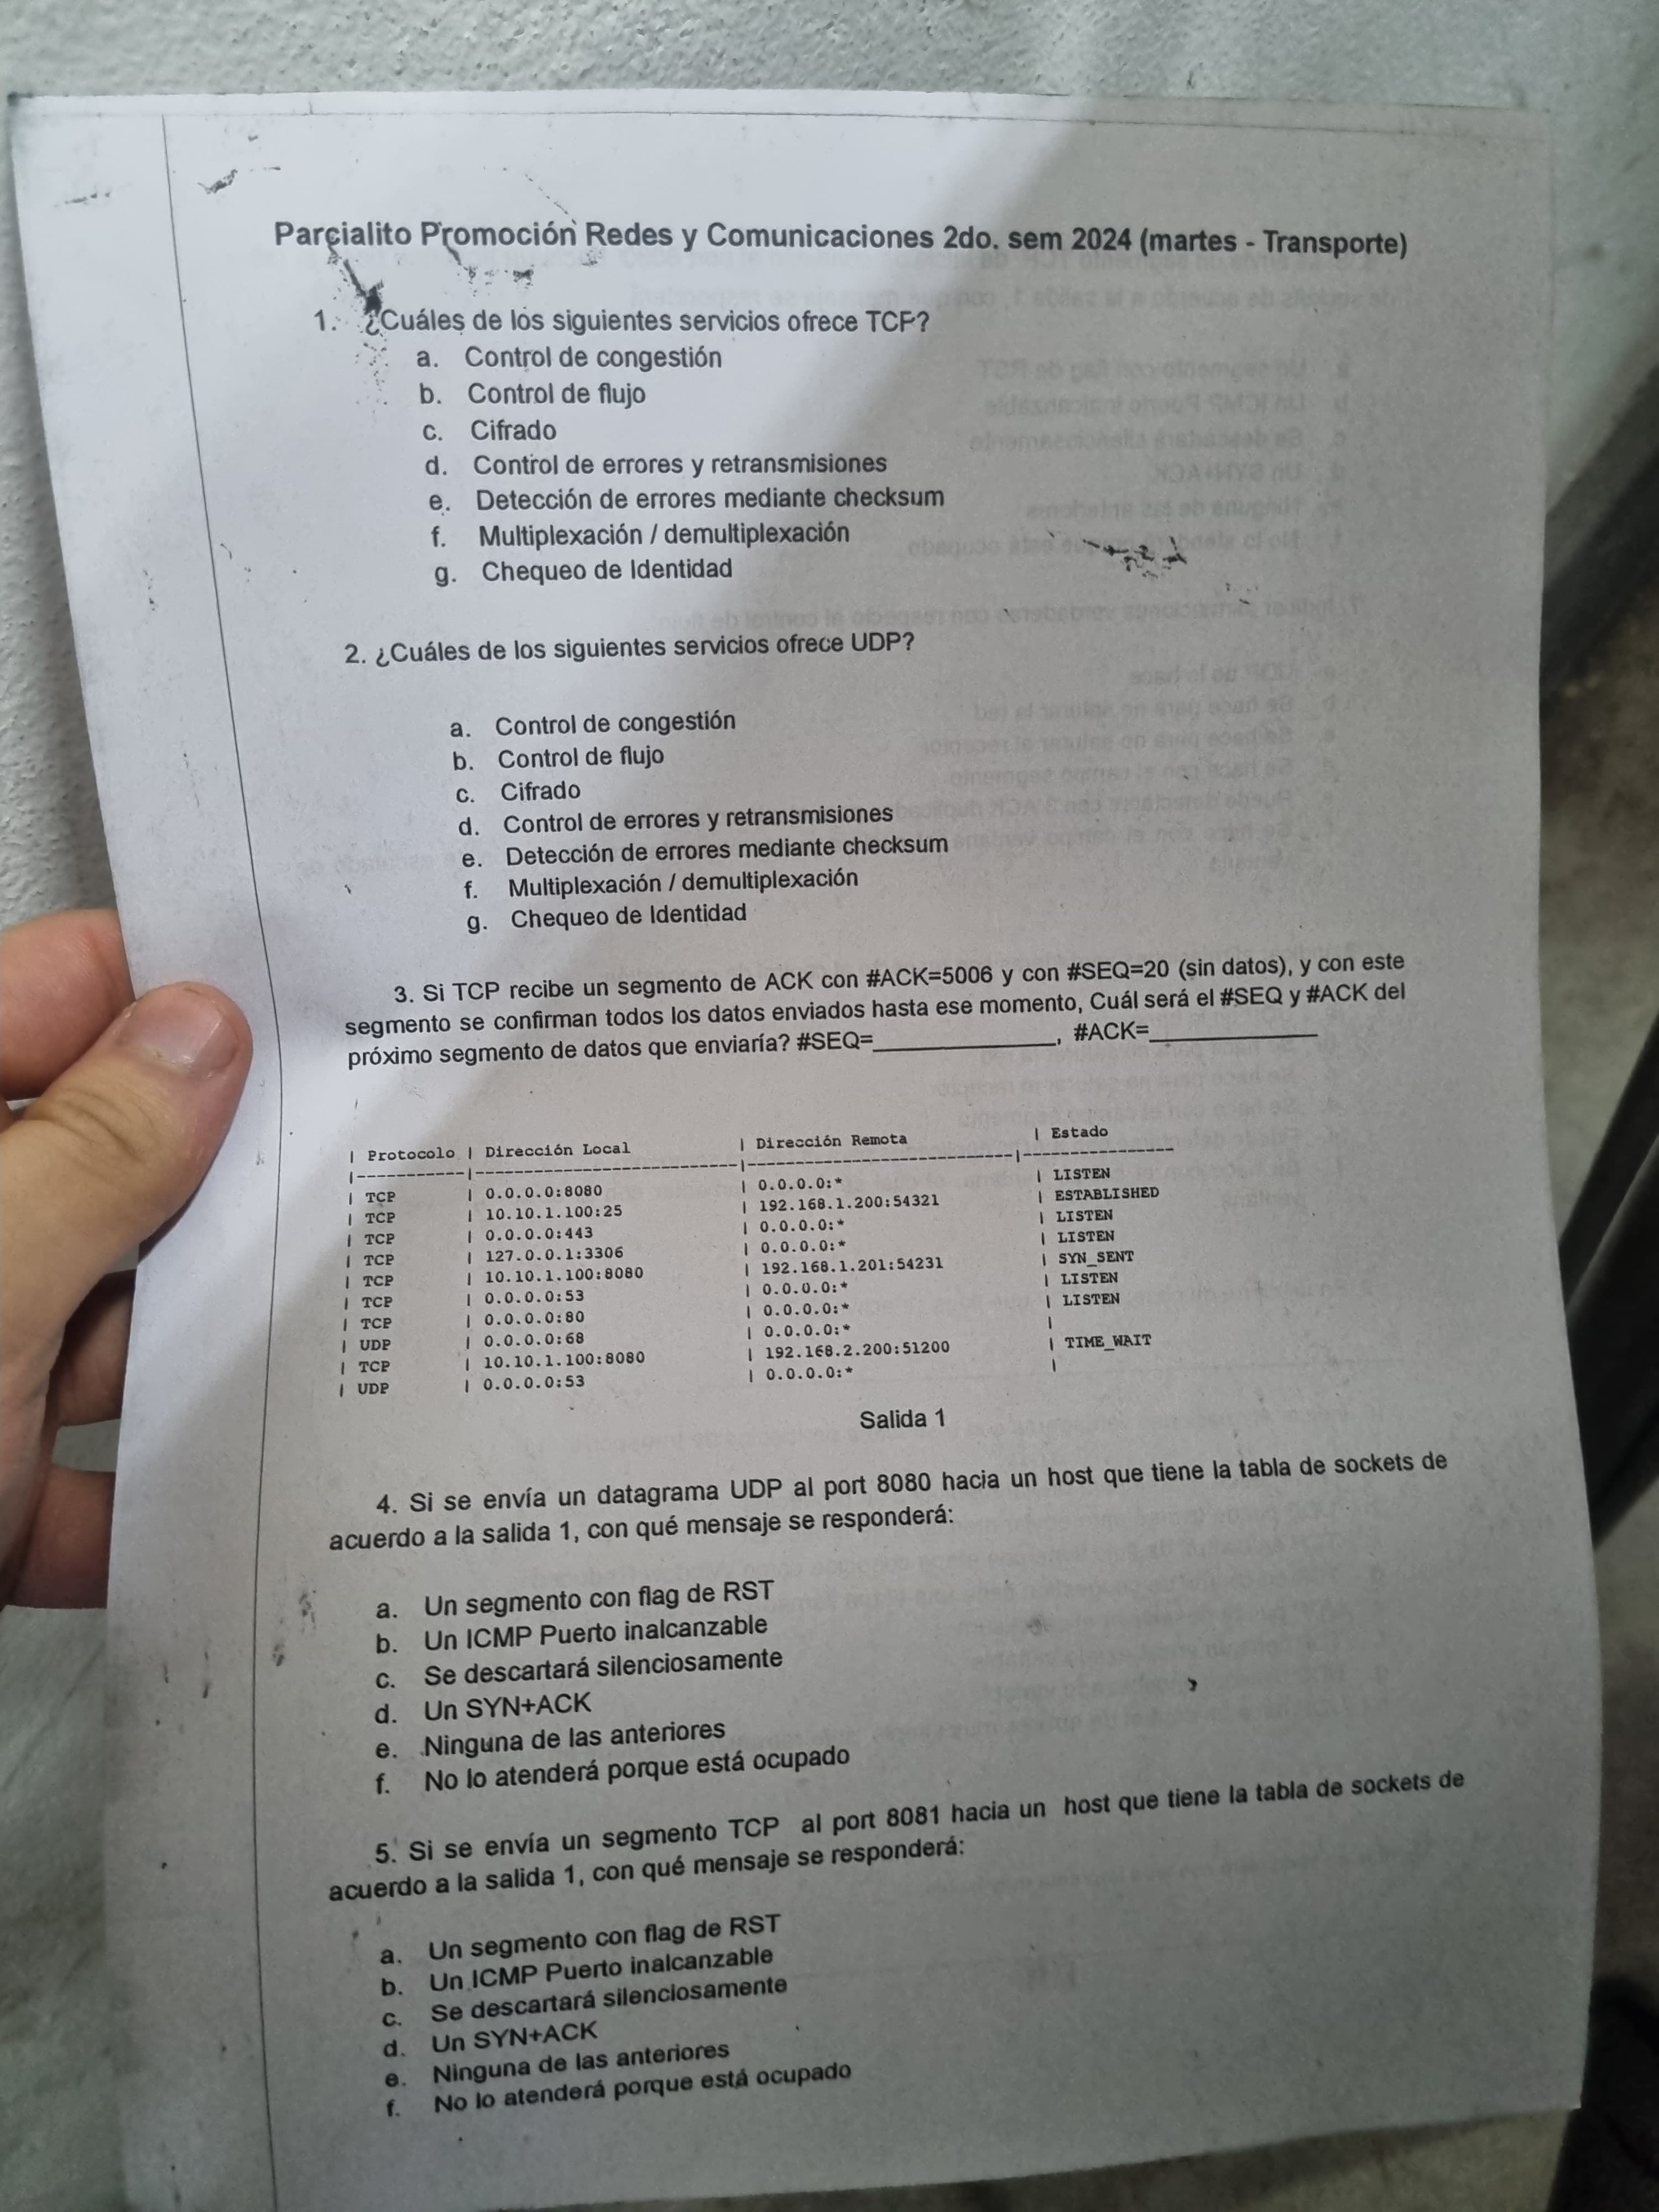 Parcialito Promoción Redes y Comunicaciones 2do. sem 2024 (martes - Transporte)
1. ¿Cuáles de los siguientes servicios ofrece TCP?
a. Control de congestión
b. Control de flujo
c. Cifrado
d. Control de errores y retransmisiones
e. Detección de errores mediante checksum
f. Multiplexación / demultiplexación
g. Chequeo de Identidad
2. ¿Cuáles de los siguientes servicios ofrece UDP?
a. Control de congestión
b. Control de flujo
c. Cifrado
d. Control de errores y retransmisiones
e. Detección de errores mediante checksum
f. Multiplexación / demultiplexación
g. Chequeo de Identidad
3. Si TCP recibe un segmento de ACK con #ACK=5006 y con #SEQ=20 (sin datos), y con este
segmento se confirman todos los datos enviados hasta ese momento, Cuál será el #SEQ y #ACK del
próximo segmento de datos que enviaría? #SEQ=____________, #ACK=____________
| Protocolo | Dirección Local | Dirección Remota | Estado
|-----------|-------------------------|-------------------------|--------------
| TCP | 0.0.0.0:8080 | 0.0.0.0:* | LISTEN
| TCP | 10.10.1.100:25 | 192.168.1.200:54321 | ESTABLISHED
| TCP | 0.0.0.0:443 | 0.0.0.0:* | LISTEN
| TCP | 127.0.0.1:3306 | 0.0.0.0:* | LISTEN
| TCP | 10.10.1.100:8080 | 192.168.1.201:54231 | SYN_SENT
| TCP | 0.0.0.0:53 | 0.0.0.0:* | LISTEN
| TCP | 0.0.0.0:80 | 0.0.0.0:* | LISTEN
| UDP | 0.0.0.0:68 | 0.0.0.0:* |
| TCP | 10.10.1.100:8080 | 192.168.2.200:51200 | TIME_WAIT
| UDP | 0.0.0.0:53 | 0.0.0.0:* |
Salida 1
4. Si se envía un datagrama UDP al port 8080 hacia un host que tiene la tabla de sockets de
acuerdo a la salida 1, con qué mensaje se responderá:
a. Un segmento con flag de RST
b. Un ICMP Puerto inalcanzable
c. Se descartará silenciosamente
d. Un SYN+ACK
e. Ninguna de las anteriores
f. No lo atenderá porque está ocupado
5. Si se envía un segmento TCP al port 8081 hacia un host que tiene la tabla de sockets de
acuerdo a la salida 1, con qué mensaje se responderá:
a. Un segmento con flag de RST
b. Un ICMP Puerto inalcanzable
c. Se descartará silenciosamente
d. Un SYN+ACK
e. Ninguna de las anteriores
f. No lo atenderá porque está ocupado